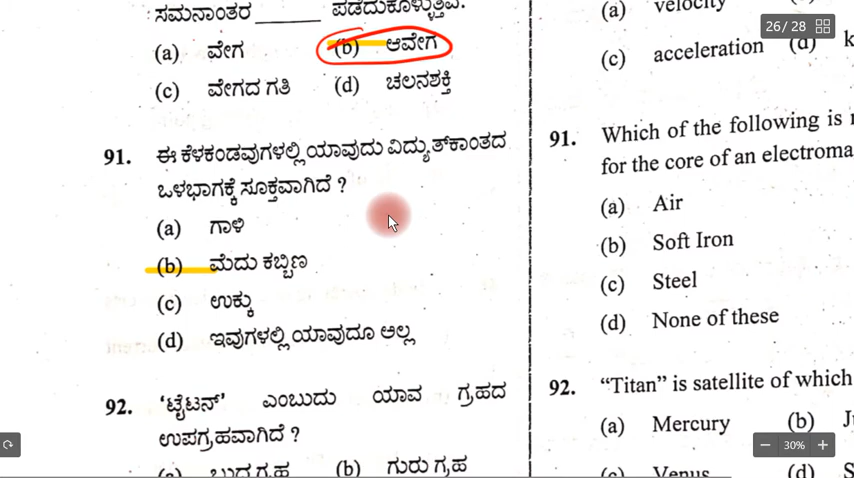 ಸಮನಾಂತರ ______ ಪಡೆದುಕೊಳ್ಳುತ್ತವೆ.
(a) ವೇಗ (b) ಆವೇಗ
(c) ವೇಗದ ಗತಿ (d) ಚಲನಶಕ್ತಿ
91. ಈ ಕೆಳಕಂಡವುಗಳಲ್ಲಿ ಯಾವುದು ವಿದ್ಯುತ್‌ಕಾಂತದ
ಒಳಭಾಗಕ್ಕೆ ಸೂಕ್ತವಾಗಿದೆ ?
(a) ಗಾಳಿ
(b) ಮೆದು ಕಬ್ಬಿಣ
(c) ಉಕ್ಕು
(d) ಇವುಗಳಲ್ಲಿ ಯಾವುದೂ ಅಲ್ಲ
92. ‘ಟೈಟನ್’ ಎಂಬುದು ಯಾವ ಗ್ರಹದ
ಉಪಗ್ರಹವಾಗಿದೆ ?
(a) ಬುಧಗ್ರಹ (b) ಗುರು ಗ್ರಹ
(a) velocity
(c) acceleration (d)
91. Which of the following is
for the core of an
(a) Air
(b) Soft Iron
(c) Steel
(d) None of these
92. “Titan” is satellite of which
(a) Mercury (b)
(c) Venus (d)
26 / 28
30%